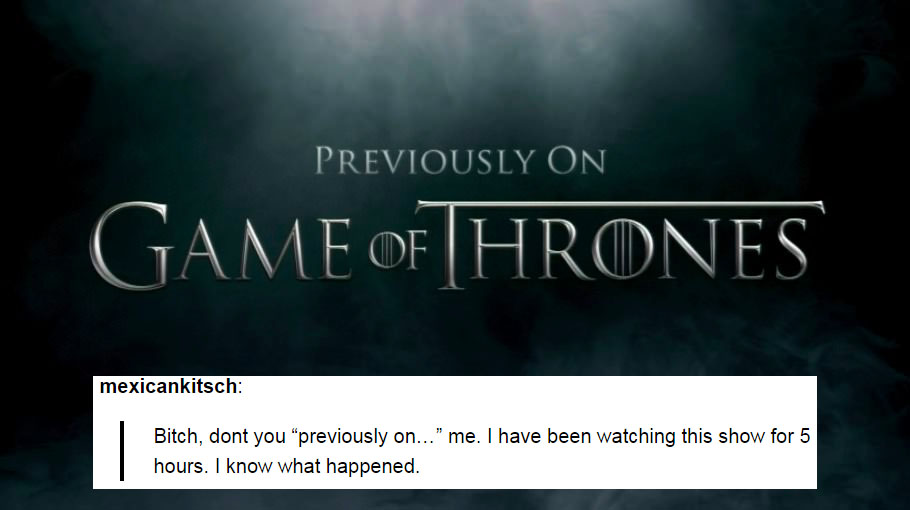 PREVIOUSLY ON
GAME OF THRONES
mexicankitsch:
Bitch, dont you “previously on…” me. I have been watching this show for 5
hours. I know what happened.